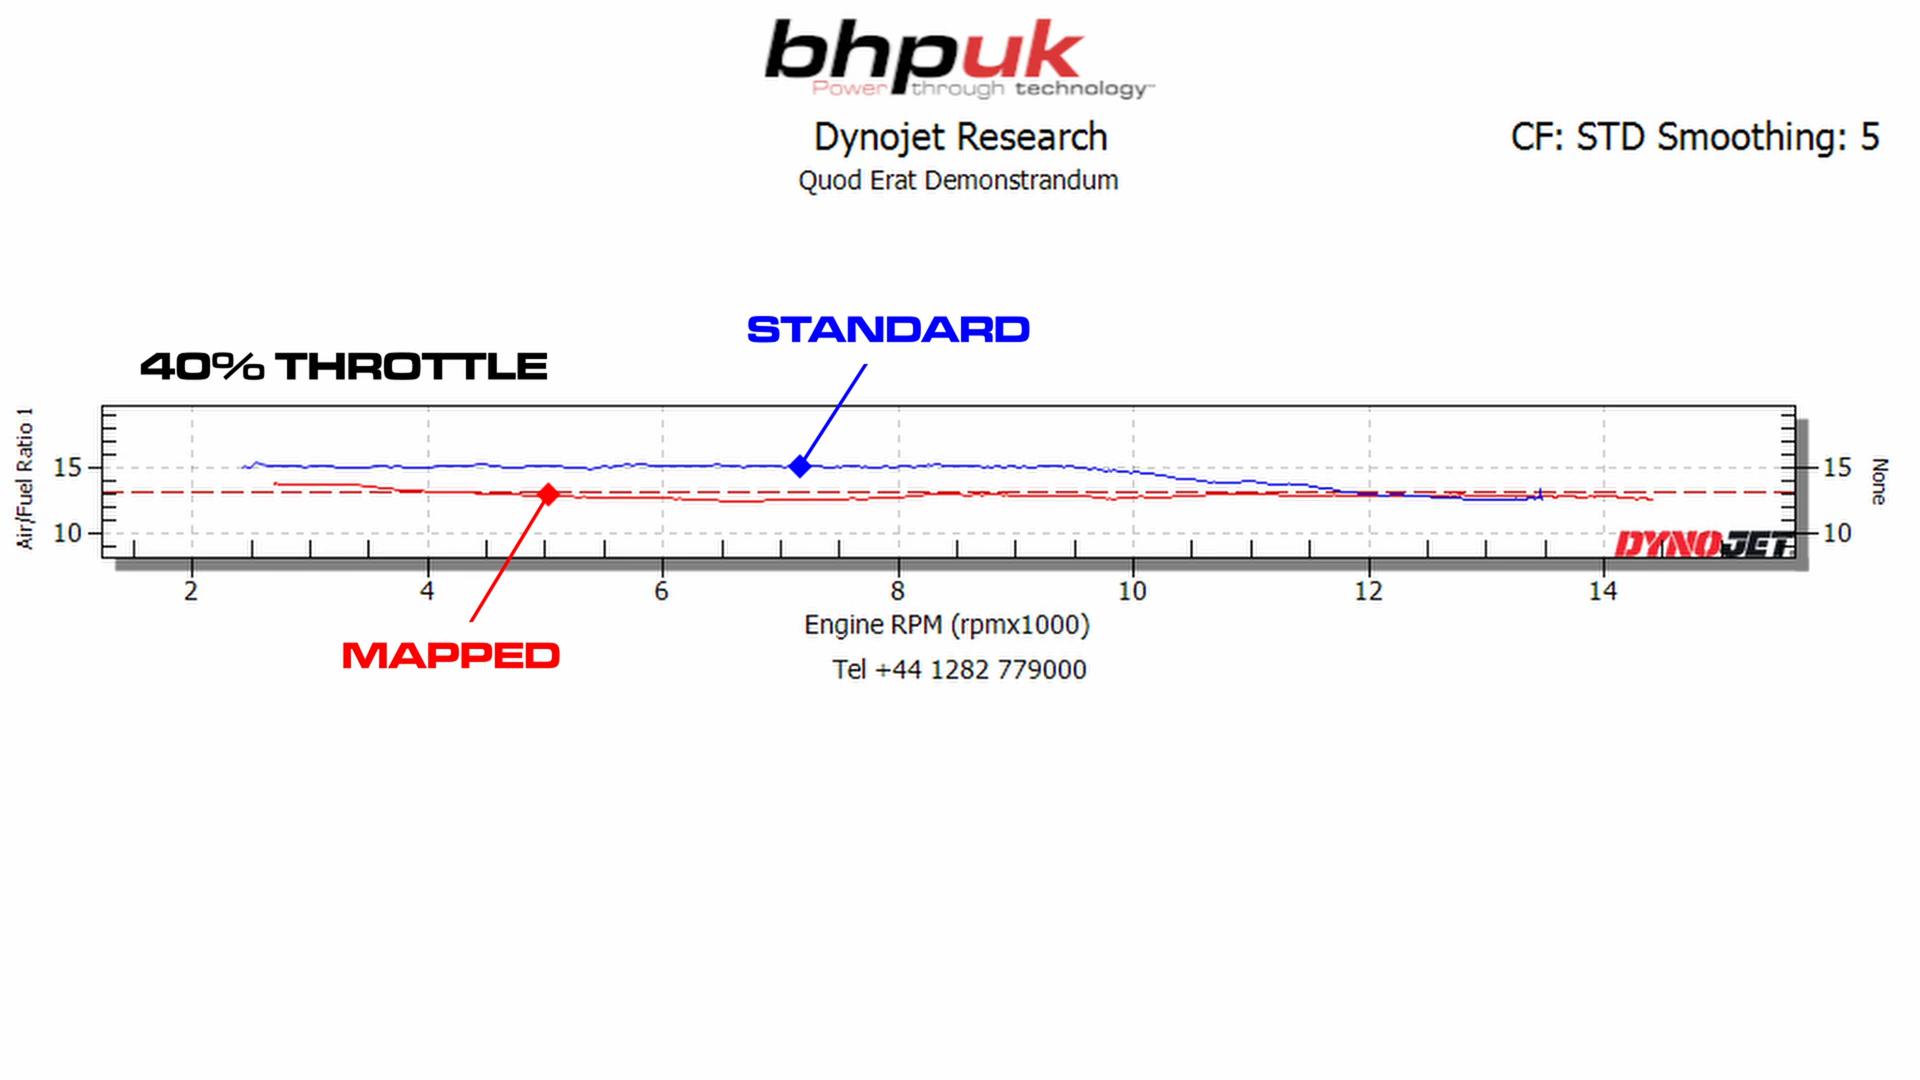 bhpuk
Power through technology™
Dynojet Research
CF: STD Smoothing: 5
Quod Erat Demonstrandum
STANDARD
40% THROTTLE
Air/Fuel Ratio 1
15
10
15
10
None
DYNOJET
2 4 6 8 10 12 14
Engine RPM (rpmx1000)
MAPPED
Tel +44 1282 779000